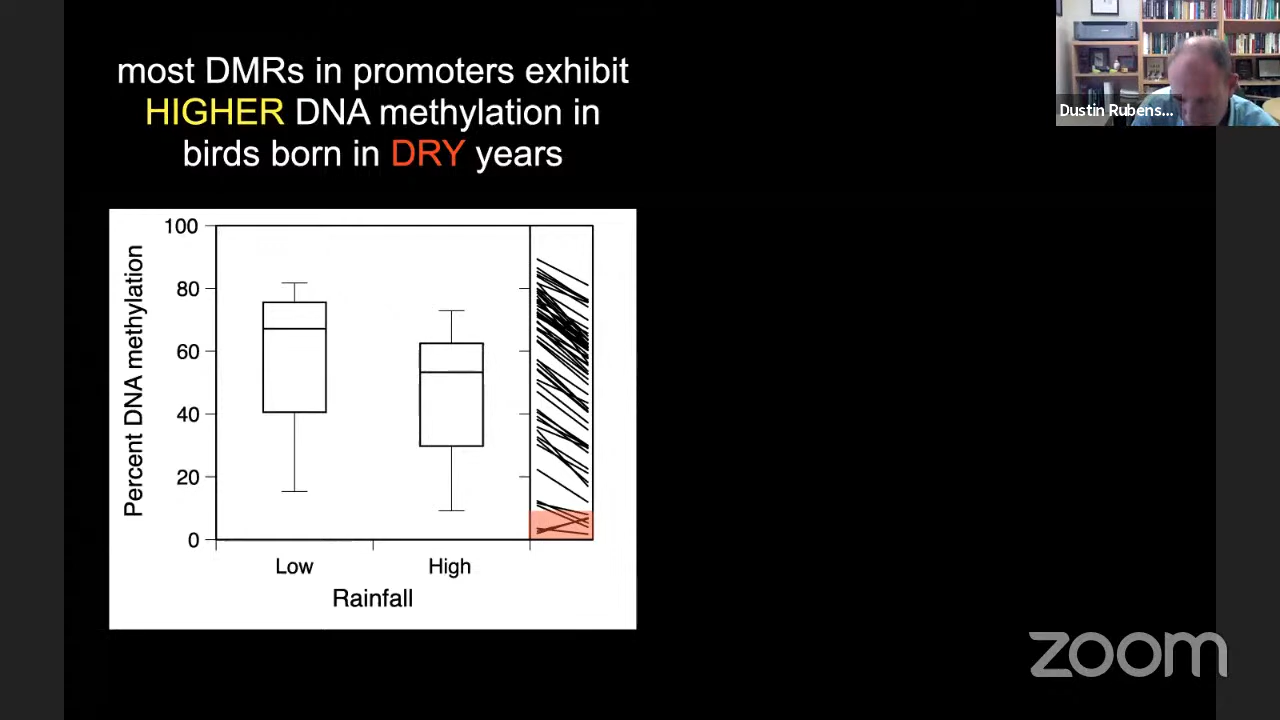 most DMRs in promoters exhibit
HIGHER DNA methylation in
birds born in DRY years
Dustin Rubens...
Percent DNA methylation
100
80
60
40
20
0
Low
High
Rainfall
zoom